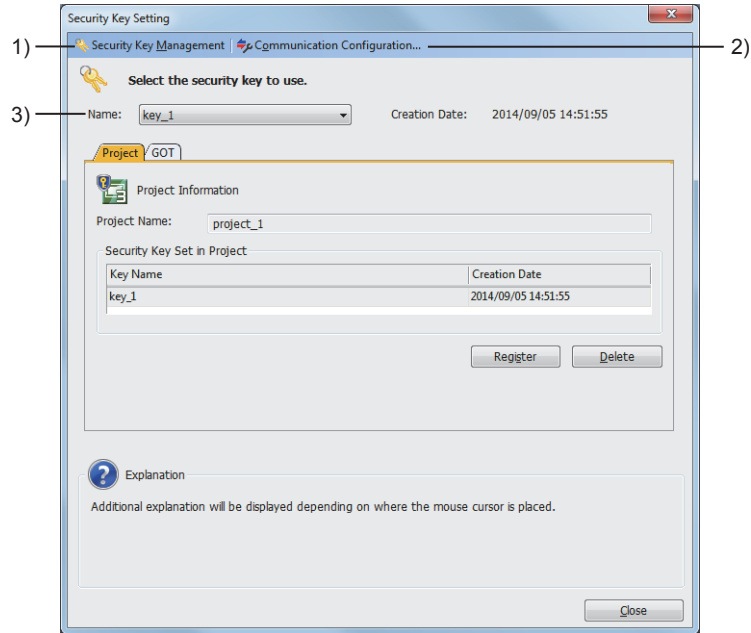 Security Key Setting
1) Security Key Management Communication Configuration... 2)
Select the security key to use.
3) Name: key_1 Creation Date: 2014/09/05 14:51:55
Project GOT
Project Information
Project Name: project_1
Security Key Set in Project
Key Name Creation Date
key_1 2014/09/05 14:51:55
Register Delete
Explanation
Additional explanation will be displayed depending on where the mouse cursor is placed.
Close